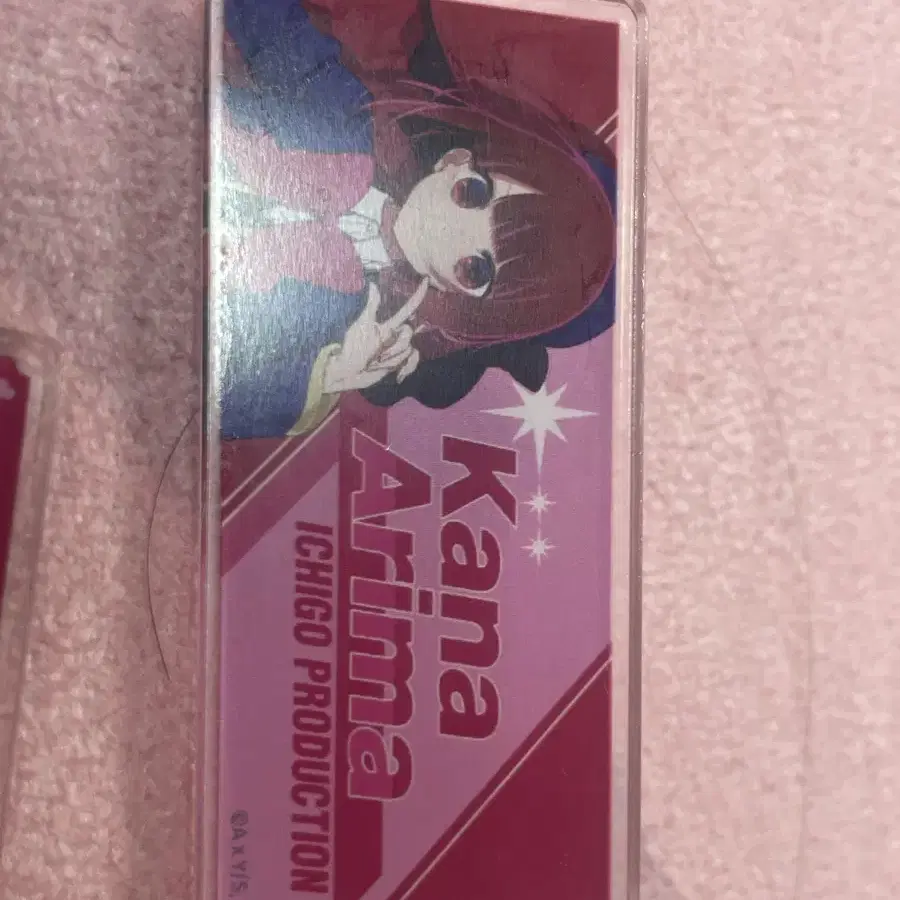 Kana
Arima
ICHIGO PRODUCTION
©A×Y/S,